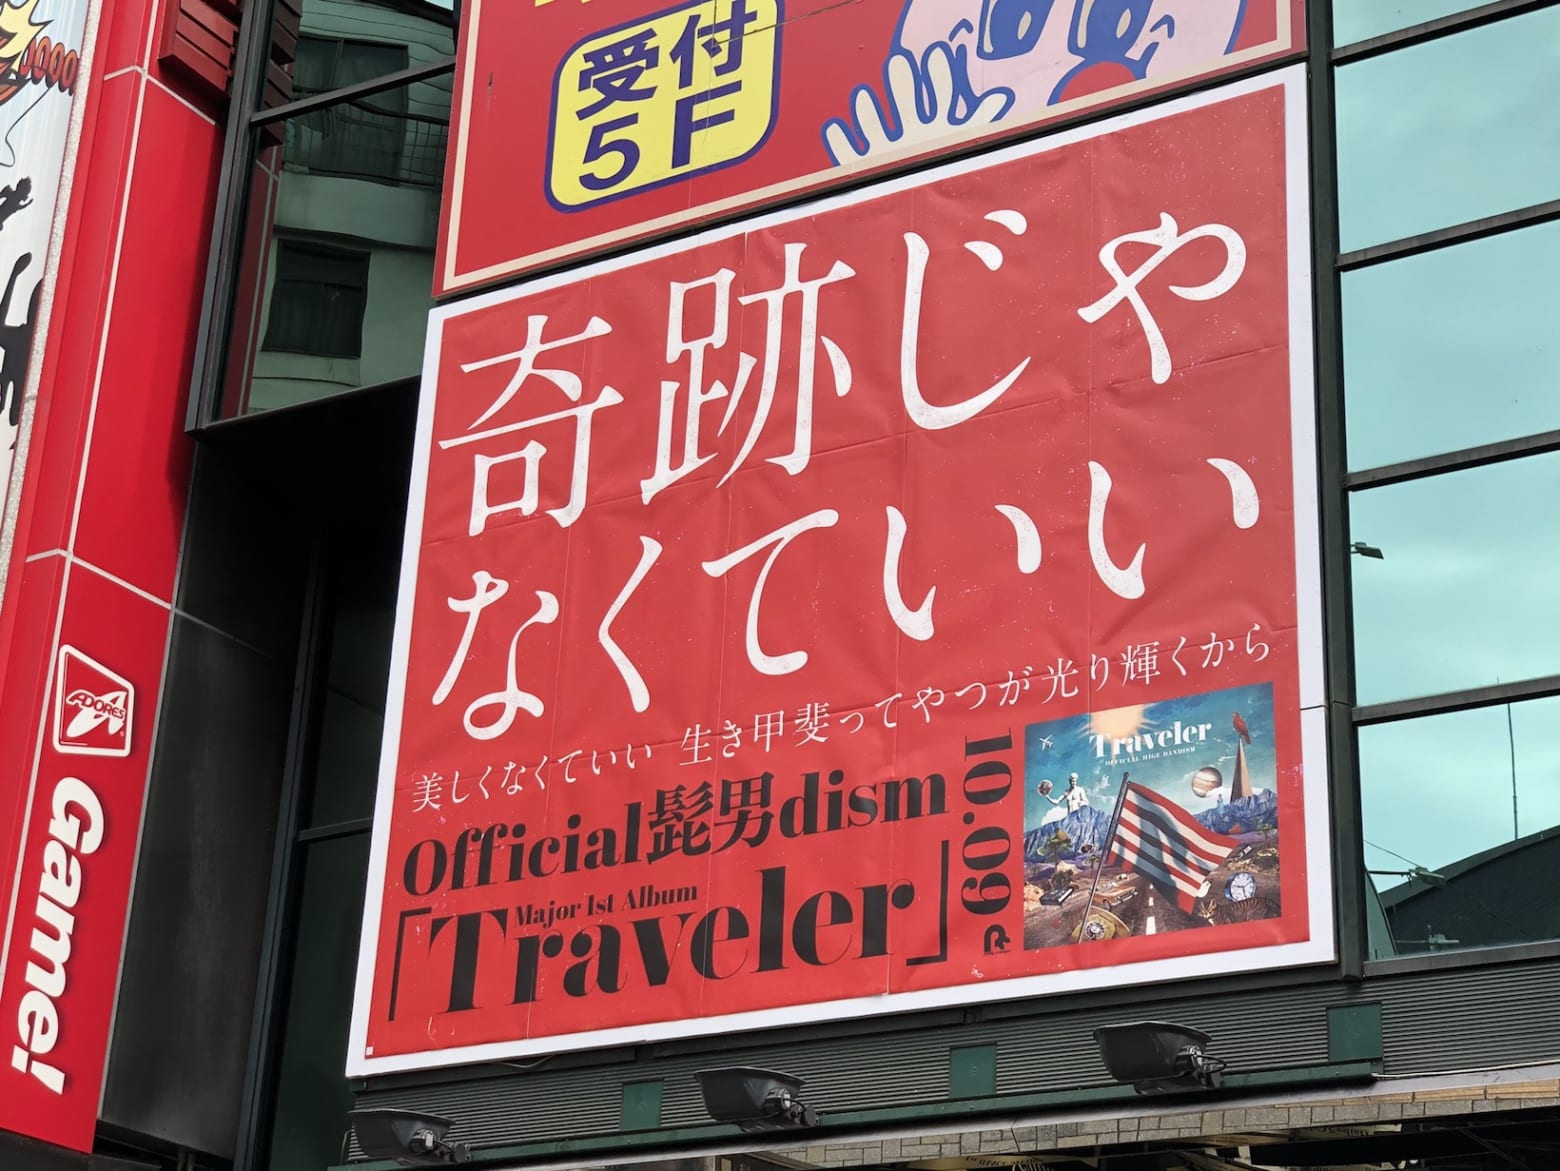 受付
5F
奇跡じゃ
なくていい
美しくなくていい 生き甲斐ってやつが光り輝くから
Official髭男dism
Major 1st Album
「Traveler」
10.09
Traveler
OFFICIAL HIGE DANDISM
ADORES
Game!